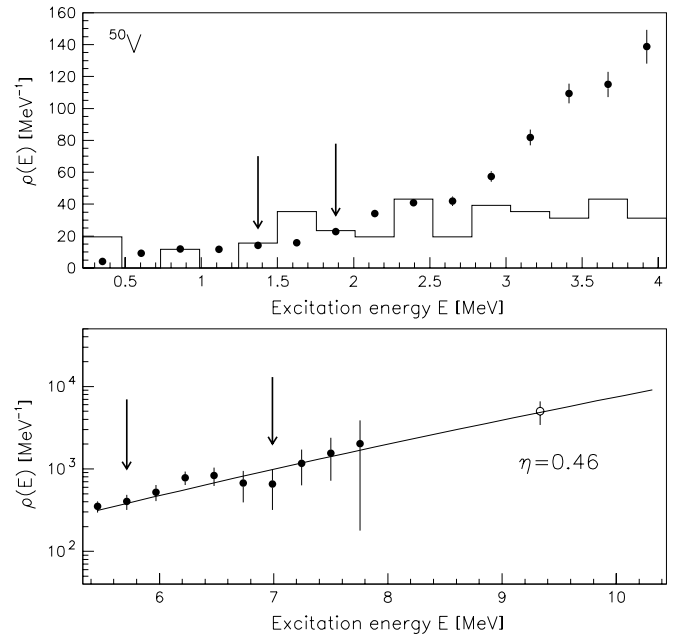 160
140
120
100
80
60
40
20
0
ρ(E) [MeV⁻¹]
⁵⁰V
0.5 1 1.5 2 2.5 3 3.5 4
Excitation energy E [MeV]
10⁴
10³
10²
ρ(E) [MeV⁻¹]
η=0.46
6 7 8 9 10
Excitation energy E [MeV]